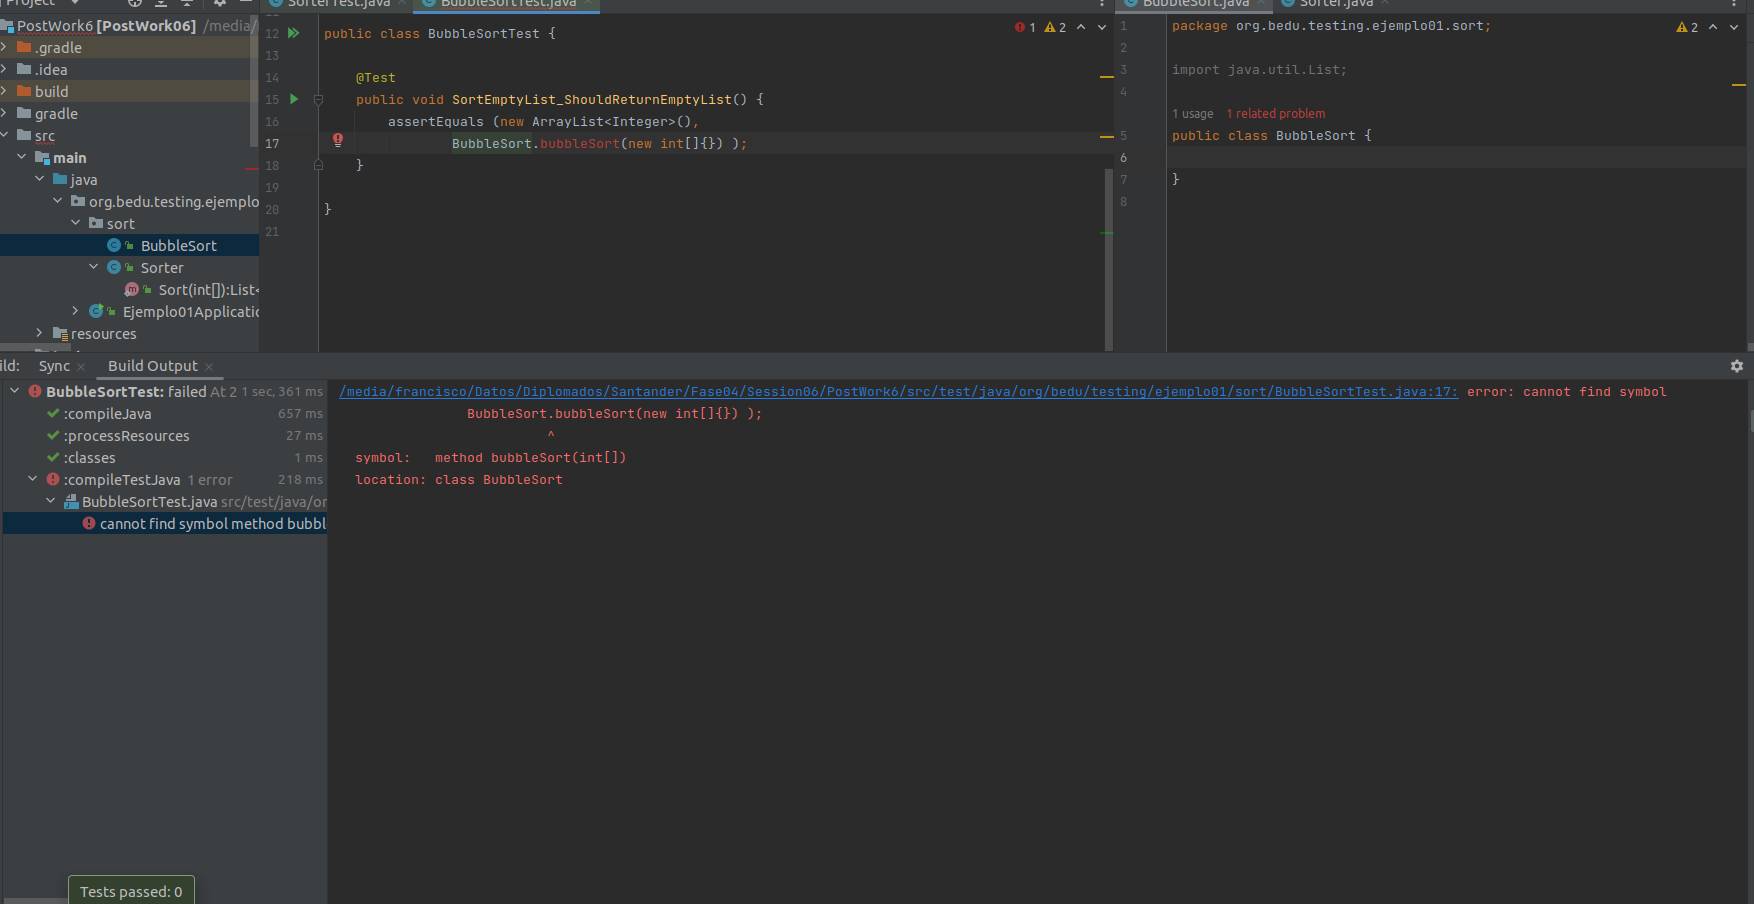 Project
PostWork6 [PostWork06] /media/
.gradle
.idea
build
gradle
src
main
java
org.bedu.testing.ejemplo
sort
BubbleSort
Sorter
Sort(int[]):List<
Ejemplo01Applicatio
resources
SorterTest.java BubbleSortTest.java
12 public class BubbleSortTest { 1 2
13
14 @Test
15 public void SortEmptyList_ShouldReturnEmptyList() {
16 assertEquals (new ArrayList<Integer>(),
17 BubbleSort.bubbleSort(new int[]{}) );
18 }
19
20 }
21
BubbleSort.java Sorter.java
1 package org.bedu.testing.ejemplo01.sort; 2
2
3 import java.util.List;
4
1 usage 1 related problem
5 public class BubbleSort {
6
7 }
8
ild: Sync Build Output
BubbleSortTest: failed At 2 1 sec, 361 ms
:compileJava 657 ms
:processResources 27 ms
:classes 1 ms
:compileTestJava 1 error 218 ms
BubbleSortTest.java src/test/java/or
cannot find symbol method bubbl
/media/francisco/Datos/Diplomados/Santander/Fase04/Session06/PostWork6/src/test/java/org/bedu/testing/ejemplo01/sort/BubbleSortTest.java:17: error: cannot find symbol
BubbleSort.bubbleSort(new int[]{}) );
^
symbol: method bubbleSort(int[])
location: class BubbleSort
Tests passed: 0